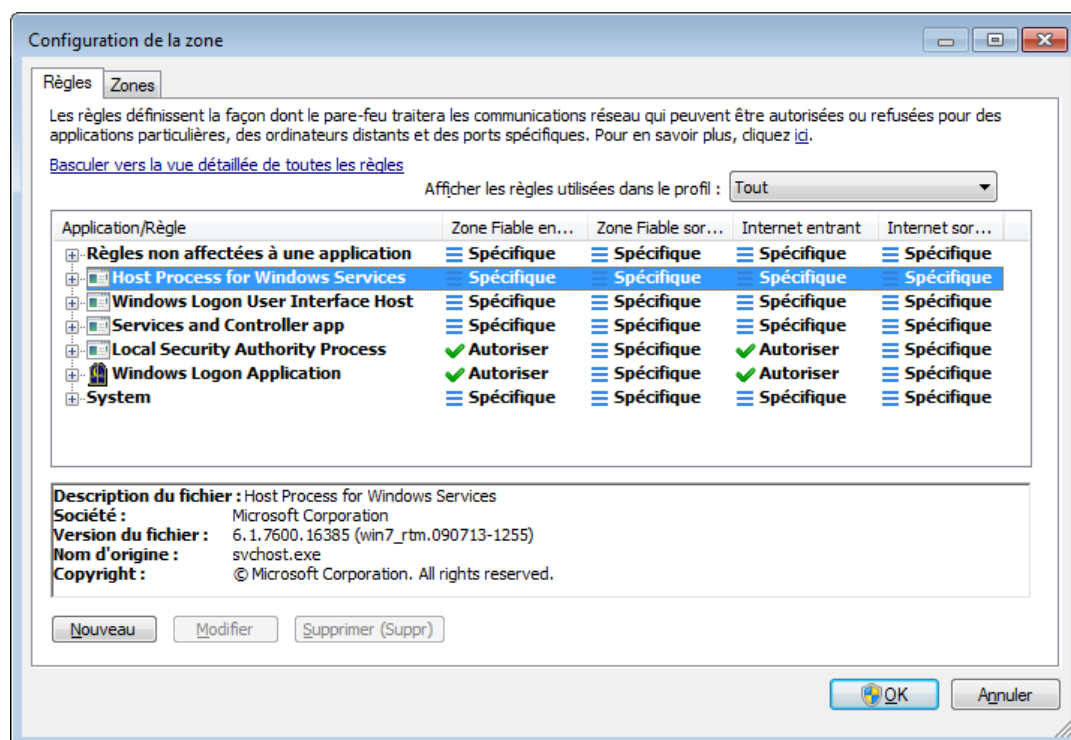 Configuration de la zone
Règles
Zones
Les règles définissent la façon dont le pare-feu traitera les communications réseau qui peuvent être autorisées ou refusées pour des
applications particulières, des ordinateurs distants et des ports spécifiques. Pour en savoir plus, cliquez ici.
Basculer vers la vue détaillée de toutes les règles
Afficher les règles utilisées dans le profil : Tout
Application/Règle Zone Fiable en... Zone Fiable sor... Internet entrant Internet sor...
Règles non affectées à une application Spécifique Spécifique Spécifique Spécifique
Host Process for Windows Services Spécifique Spécifique Spécifique Spécifique
Windows Logon User Interface Host Spécifique Spécifique Spécifique Spécifique
Services and Controller app Spécifique Spécifique Spécifique Spécifique
Local Security Authority Process Autoriser Spécifique Autoriser Spécifique
Windows Logon Application Autoriser Spécifique Autoriser Spécifique
System Spécifique Spécifique Spécifique Spécifique
Description du fichier : Host Process for Windows Services
Société : Microsoft Corporation
Version du fichier : 6.1.7600.16385 (win7_rtm.090713-1255)
Nom d'origine : svchost.exe
Copyright : © Microsoft Corporation. All rights reserved.
Nouveau Modifier Supprimer (Suppr)
OK Annuler